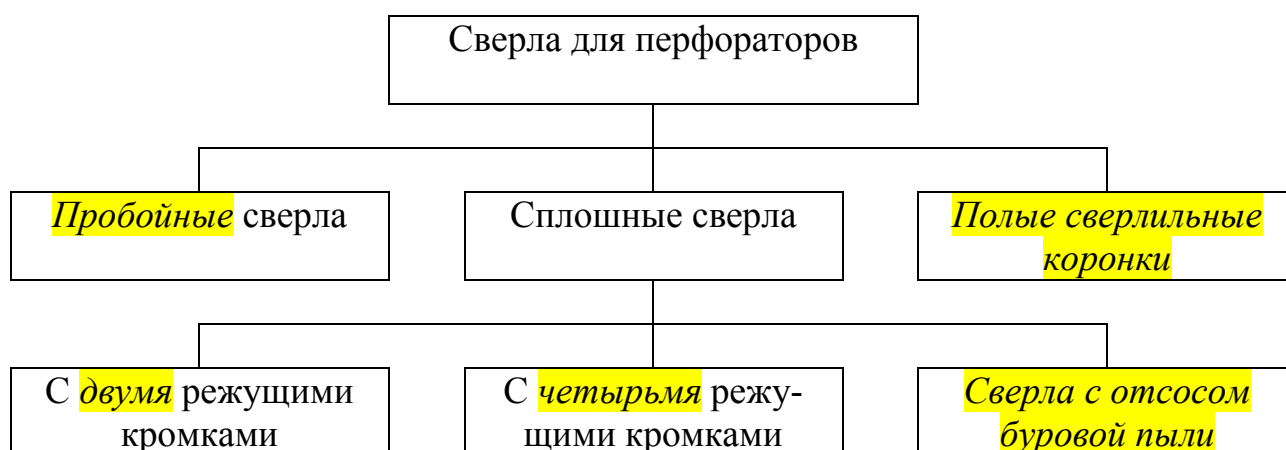 Сверла для перфораторов
Пробойные сверла
Сплошные сверла
Полые сверлильные
коронки
С двумя режущими
кромками
С четырьмя режу-
щими кромками
Сверла с отсосом
буровой пыли